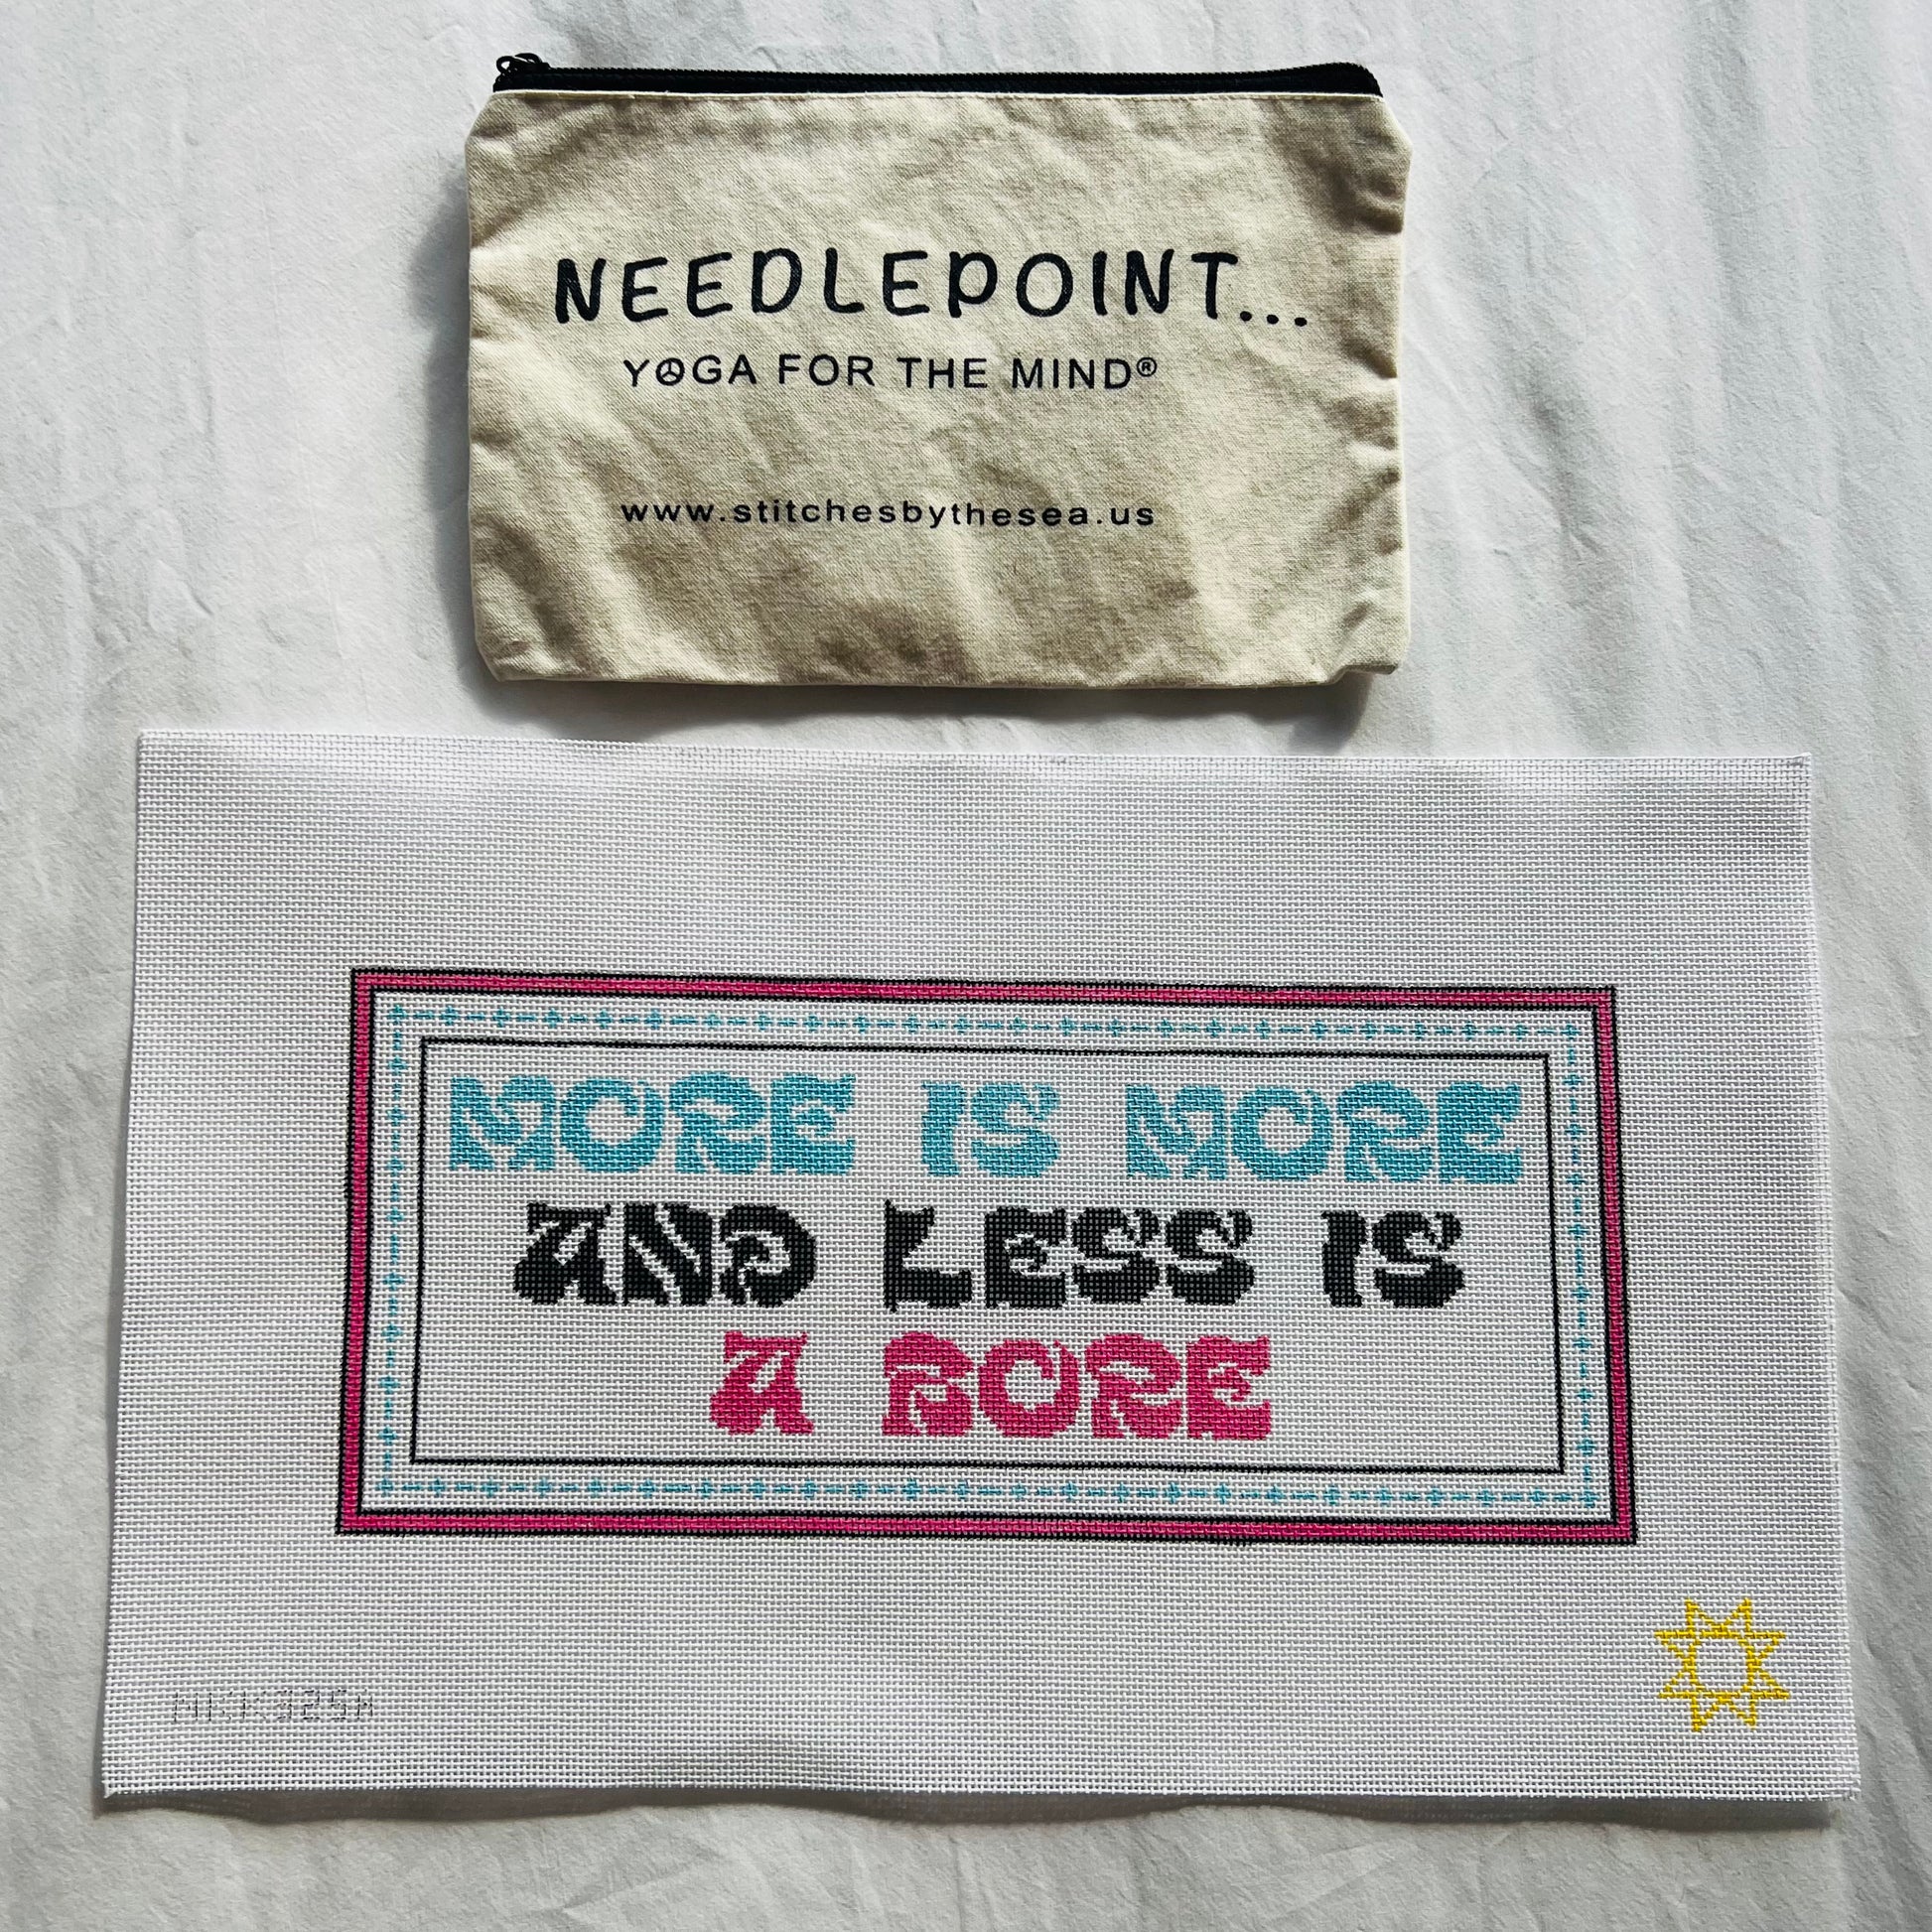 NEEDLEPOINT...
YOGA FOR THE MIND®
www.stitchesbythesea.us
MORE IS MORE
AND LESS IS
A BORE